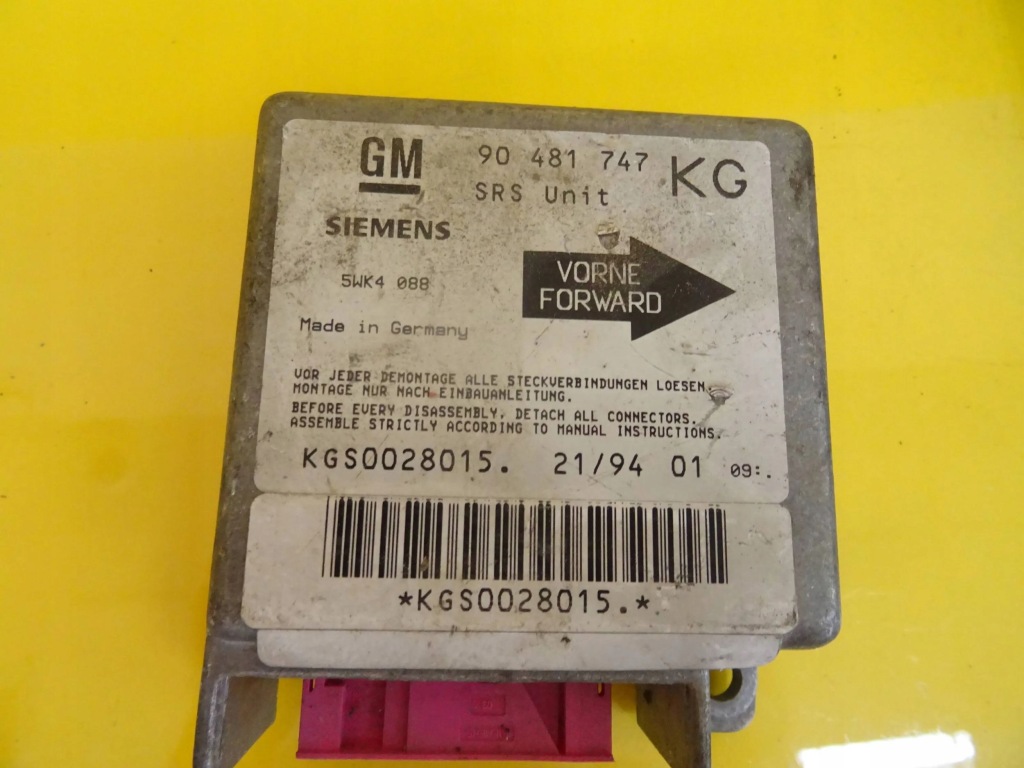 GM 90 481 747 KG
SRS Unit
SIEMENS
VORNE
FORWARD
5WK4 088
Made in Germany
VOR JEDER DEMONTAGE ALLE STECKVERBINDUNGEN LOESEN.
MONTAGE NUR NACH EINBAUANLEITUNG.
BEFORE EVERY DISASSEMBLY, DETACH ALL CONNECTORS.
ASSEMBLE STRICTLY ACCORDING TO MANUAL INSTRUCTIONS.
KGS0028015. 21/94 01 09:.
*KGS0028015.*